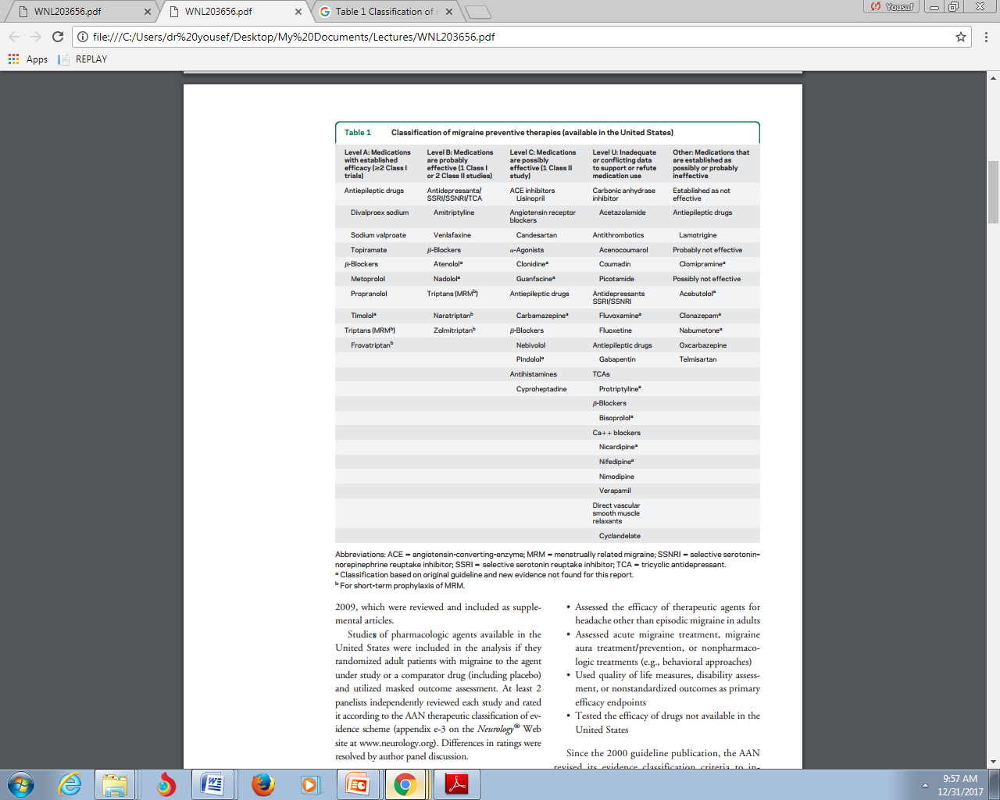 WNL203656.pdf
WNL203656.pdf
Table 1 Classification of
Yousuf
file:///C:/Users/dr%20yousef/Desktop/My%20Documents/Lectures/WNL203656.pdf
Apps REPLAY
Table 1 Classification of migraine preventive therapies (available in the United States)
Level A: Medications Level B: Medications Level C: Medications Level U: Inadequate Other: Medications that
with established are probably are possibly or conflicting data are established as
efficacy (≥2 Class I effective (1 Class I effective (1 Class II to support or refute possibly or probably
trials) or 2 Class II studies) study) medication use ineffective
Antiepileptic drugs Antidepressants/ ACE inhibitors Carbonic anhydrase Established as not
SSRI/SSNRI/TCA Lisinopril inhibitor effective
Divalproex sodium Amitriptyline Angiotensin receptor Acetazolamide Antiepileptic drugs
blockers
Sodium valproate Venlafaxine Candesartan Antithrombotics Lamotrigine
Topiramate β-Blockers α-Agonists Acenocoumarol Probably not effective
β-Blockers Atenololᵃ Clonidineᵃ Coumadin Clomipramineᵃ
Metoprolol Nadololᵃ Guanfacineᵃ Picotamide Possibly not effective
Propranolol Triptans (MRMᵇ) Antiepileptic drugs Antidepressants Acebutololᵃ
SSRI/SSNRI
Timololᵃ Naratriptanᵇ Carbamazepineᵃ Fluvoxamineᵃ Clonazepamᵃ
Triptans (MRMᵇ) Zolmitriptanᵇ β-Blockers Fluoxetine Nabumetoneᵃ
Frovatriptanᵇ Nebivolol Antiepileptic drugs Oxcarbazepine
Pindololᵃ Gabapentin Telmisartan
Antihistamines TCAs
Cyproheptadine Protriptylineᵃ
β-Blockers
Bisoprololᵃ
Ca++ blockers
Nicardipineᵃ
Nifedipineᵃ
Nimodipine
Verapamil
Direct vascular
smooth muscle
relaxants
Cyclandelate
Abbreviations: ACE = angiotensin-converting-enzyme; MRM = menstrually related migraine; SSNRI = selective serotonin-
norepinephrine reuptake inhibitor; SSRI = selective serotonin reuptake inhibitor; TCA = tricyclic antidepressant.
ᵃ Classification based on original guideline and new evidence not found for this report.
ᵇ For short-term prophylaxis of MRM.
2009, which were reviewed and included as supple-
mental articles.
Studies of pharmacologic agents available in the
United States were included in the analysis if they
randomized adult patients with migraine to the agent
under study or a comparator drug (including placebo)
and utilized masked outcome assessment. At least 2
panelists independently reviewed each study and rated
it according to the AAN therapeutic classification of ev-
idence scheme (appendix e-3 on the Neurology® Web
site at www.neurology.org). Differences in ratings were
resolved by author panel discussion.
• Assessed the efficacy of therapeutic agents for
headache other than episodic migraine in adults
• Assessed acute migraine treatment, migraine
aura treatment/prevention, or nonpharmaco-
logic treatments (e.g., behavioral approaches)
• Used quality of life measures, disability assess-
ment, or nonstandardized outcomes as primary
efficacy endpoints
• Tested the efficacy of drugs not available in the
United States
Since the 2000 guideline publication, the AAN
revised its evidence classification criteria to in-
9:57 AM
12/31/2017